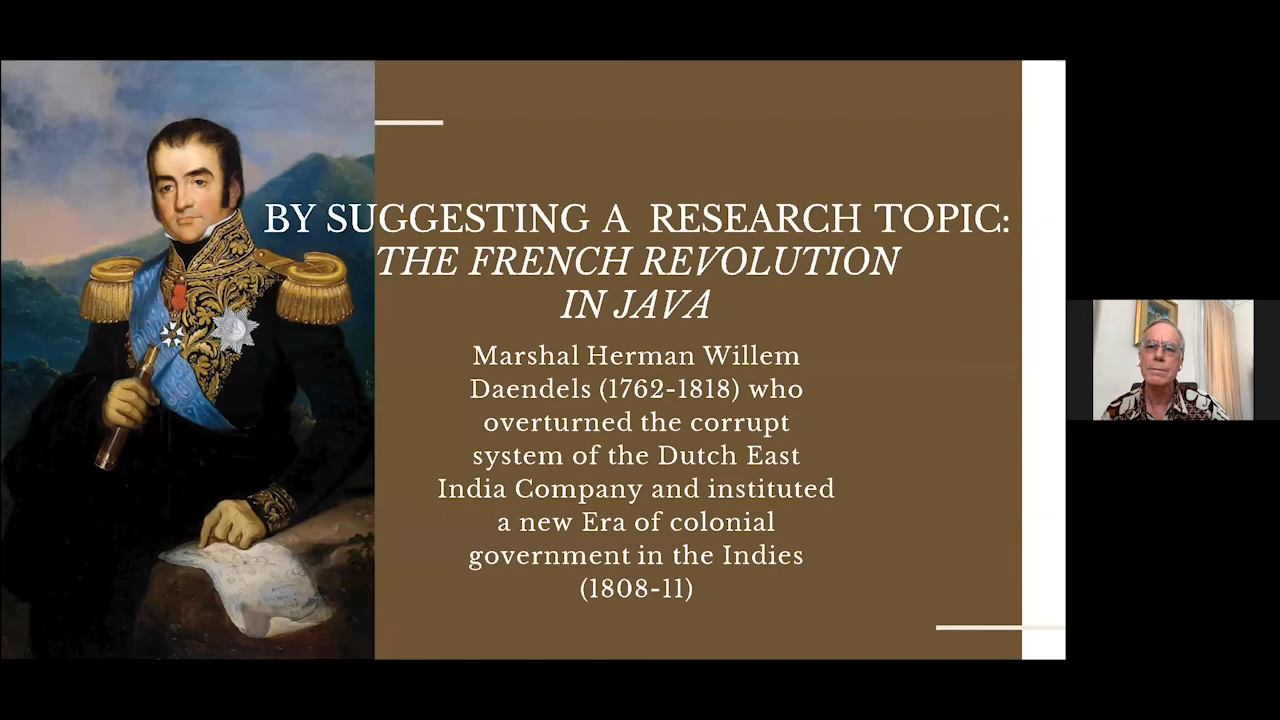 BY SUGGESTING A RESEARCH TOPIC:
THE FRENCH REVOLUTION
IN JAVA
Marshal Herman Willem
Daendels (1762-1818) who
overturned the corrupt
system of the Dutch East
India Company and instituted
a new Era of colonial
government in the Indies
(1808-11)